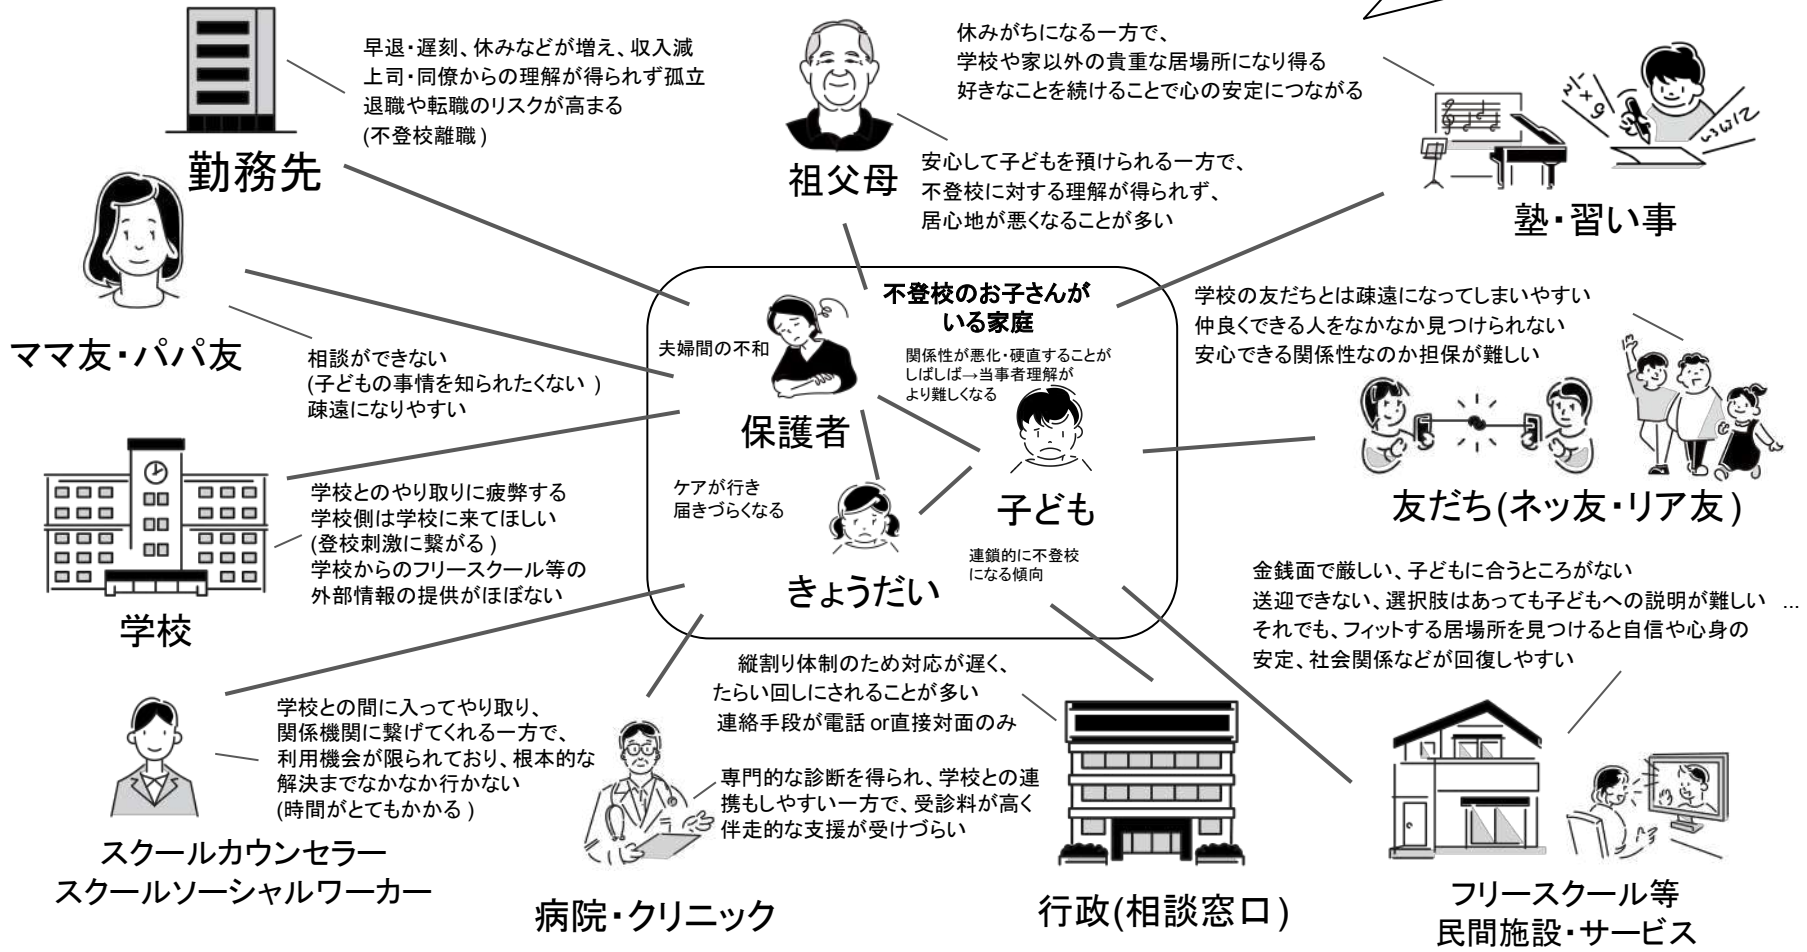 早退・遅刻、休みなどが増え、収入減
上司・同僚からの理解が得られず孤立
退職や転職のリスクが高まる
(不登校離職)
勤務先
休みがちになる一方で、
学校や家以外の貴重な居場所になり得る
好きなことを続けることで心の安定につながる
塾・習い事
祖父母
安心して子どもを預けられる一方で、
不登校に対する理解が得られず、
居心地が悪くなることが多い
ママ友・パパ友
相談ができない
(子どもの事情を知られたくない)
疎遠になりやすい
不登校のお子さんが
いる家庭
夫婦間の不和
関係性が悪化・硬直することが
しばしば→当事者理解が
より難しくなる
保護者
ケアが行き
届きづらくなる
子ども
きょうだい
連鎖的に不登校
になる傾向
学校の友だちとは疎遠になってしまいやすい
仲良くできる人をなかなか見つけられない
安心できる関係性なのか担保が難しい
友だち(ネッ友・リア友)
学校とのやり取りに疲弊する
学校側は学校に来てほしい
(登校刺激に繋がる)
学校からのフリースクール等の
外部情報の提供がほぼない
学校
金銭面で厳しい、子どもに合うところがない
送迎できない、選択肢はあっても子どもへの説明が難しい…
それでも、フィットする居場所を見つけると自信や心身の
安定、社会関係などが回復しやすい
学校との間に入ってやり取り、
関係機関に繋げてくれる一方で、
利用機会が限られており、根本的な
解決までなかなか行かない
(時間がとてもかかる)
スクールカウンセラー
スクールソーシャルワーカー
縦割り体制のため対応が遅く、
たらい回しにされることが多い
連絡手段が電話or直接対面のみ
専門的な診断を得られ、学校との連
携もしやすい一方で、受診料が高く
伴走的な支援が受けづらい
病院・クリニック
行政(相談窓口)
フリースクール等
民間施設・サービス